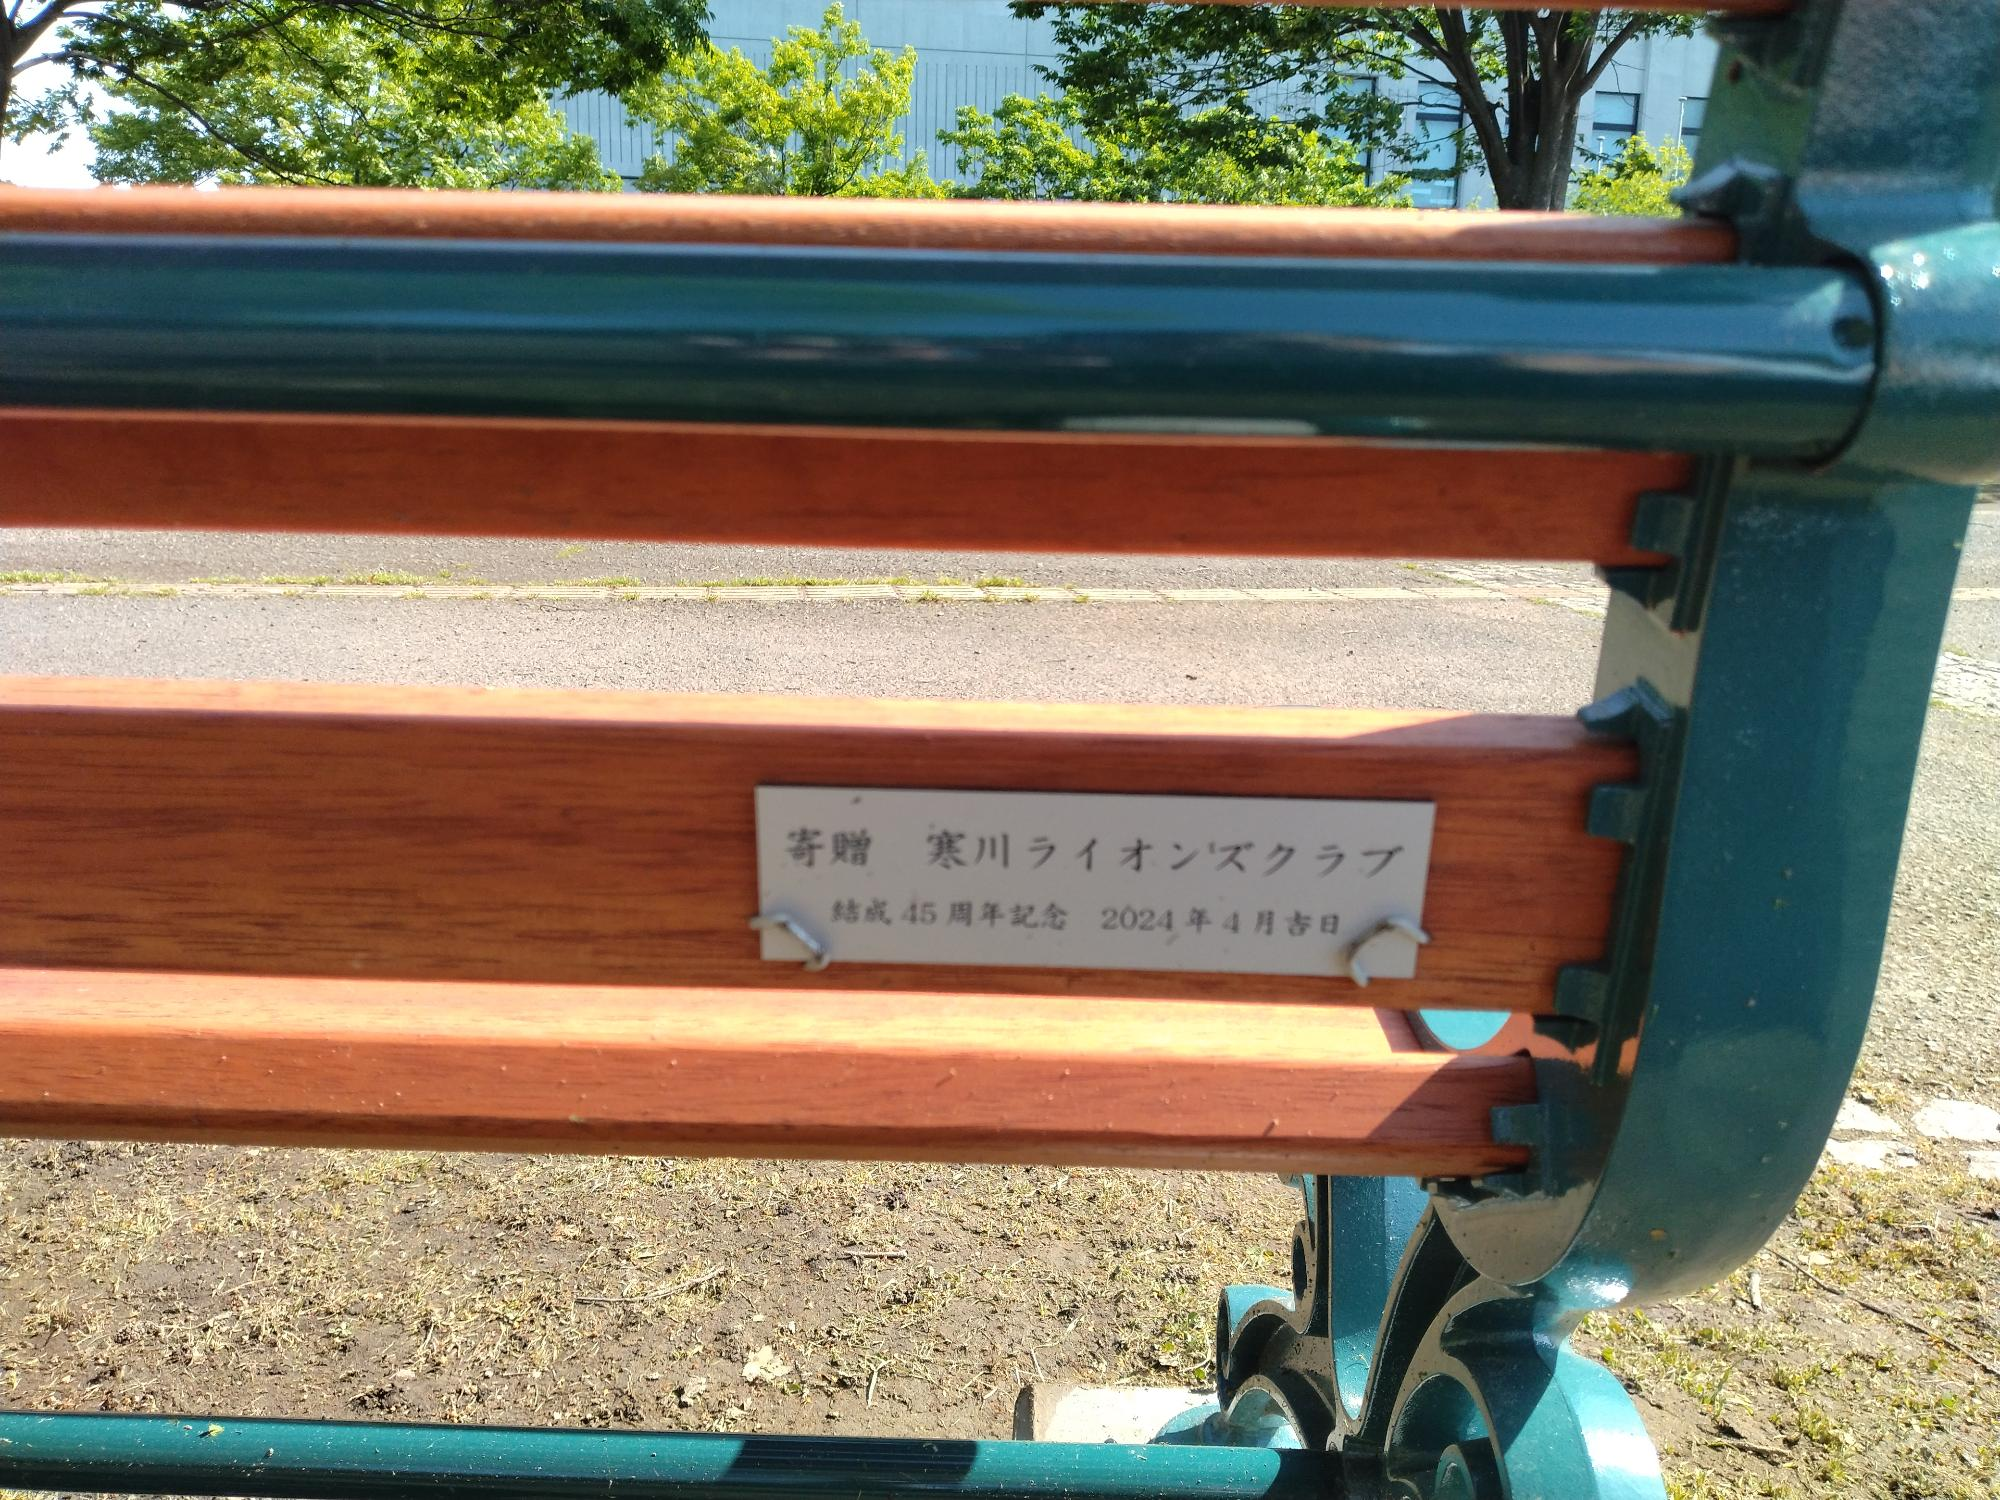 寄贈　寒川ライオンズクラブ
結成45周年記念　2024年4月吉日